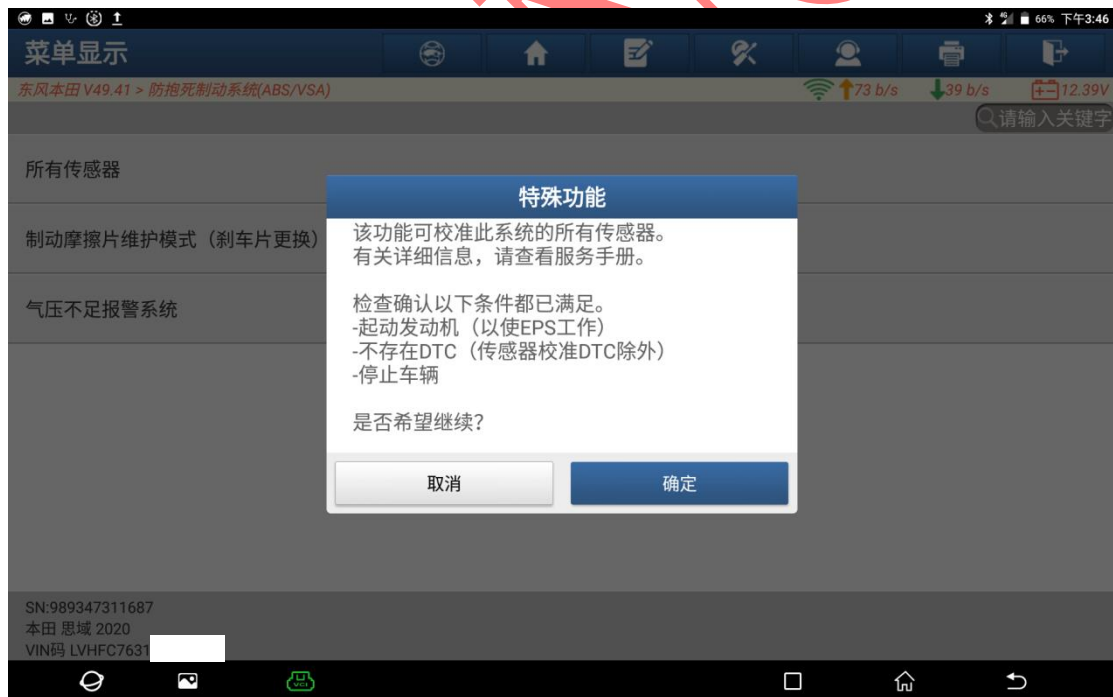 66% 下午3:46
菜单显示
东风本田 V49.41 > 防抱死制动系统(ABS/VSA)
73 b/s
39 b/s
12.39V
请输入关键字
所有传感器
制动摩擦片维护模式（刹车片更换）
气压不足报警系统
特殊功能
该功能可校准此系统的所有传感器。
有关详细信息，请查看服务手册。
检查确认以下条件都已满足。
-起动发动机（以使EPS工作）
-不存在DTC（传感器校准DTC除外）
-停止车辆
是否希望继续？
取消
确定
SN:989347311687
本田 思域 2020
VIN码 LVHFC7631
VCI